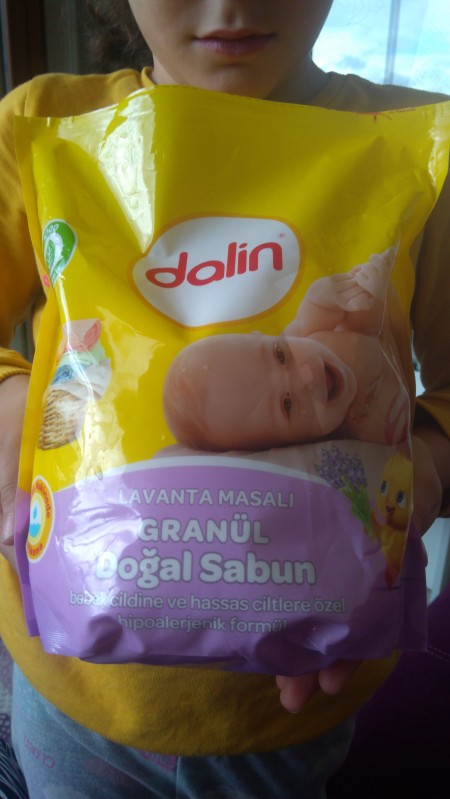 dalin
LAVANTA MASALI
GRANÜL
Doğal Sabun
bebek cildine ve hassas ciltlere özel
hipoalerjenik formül